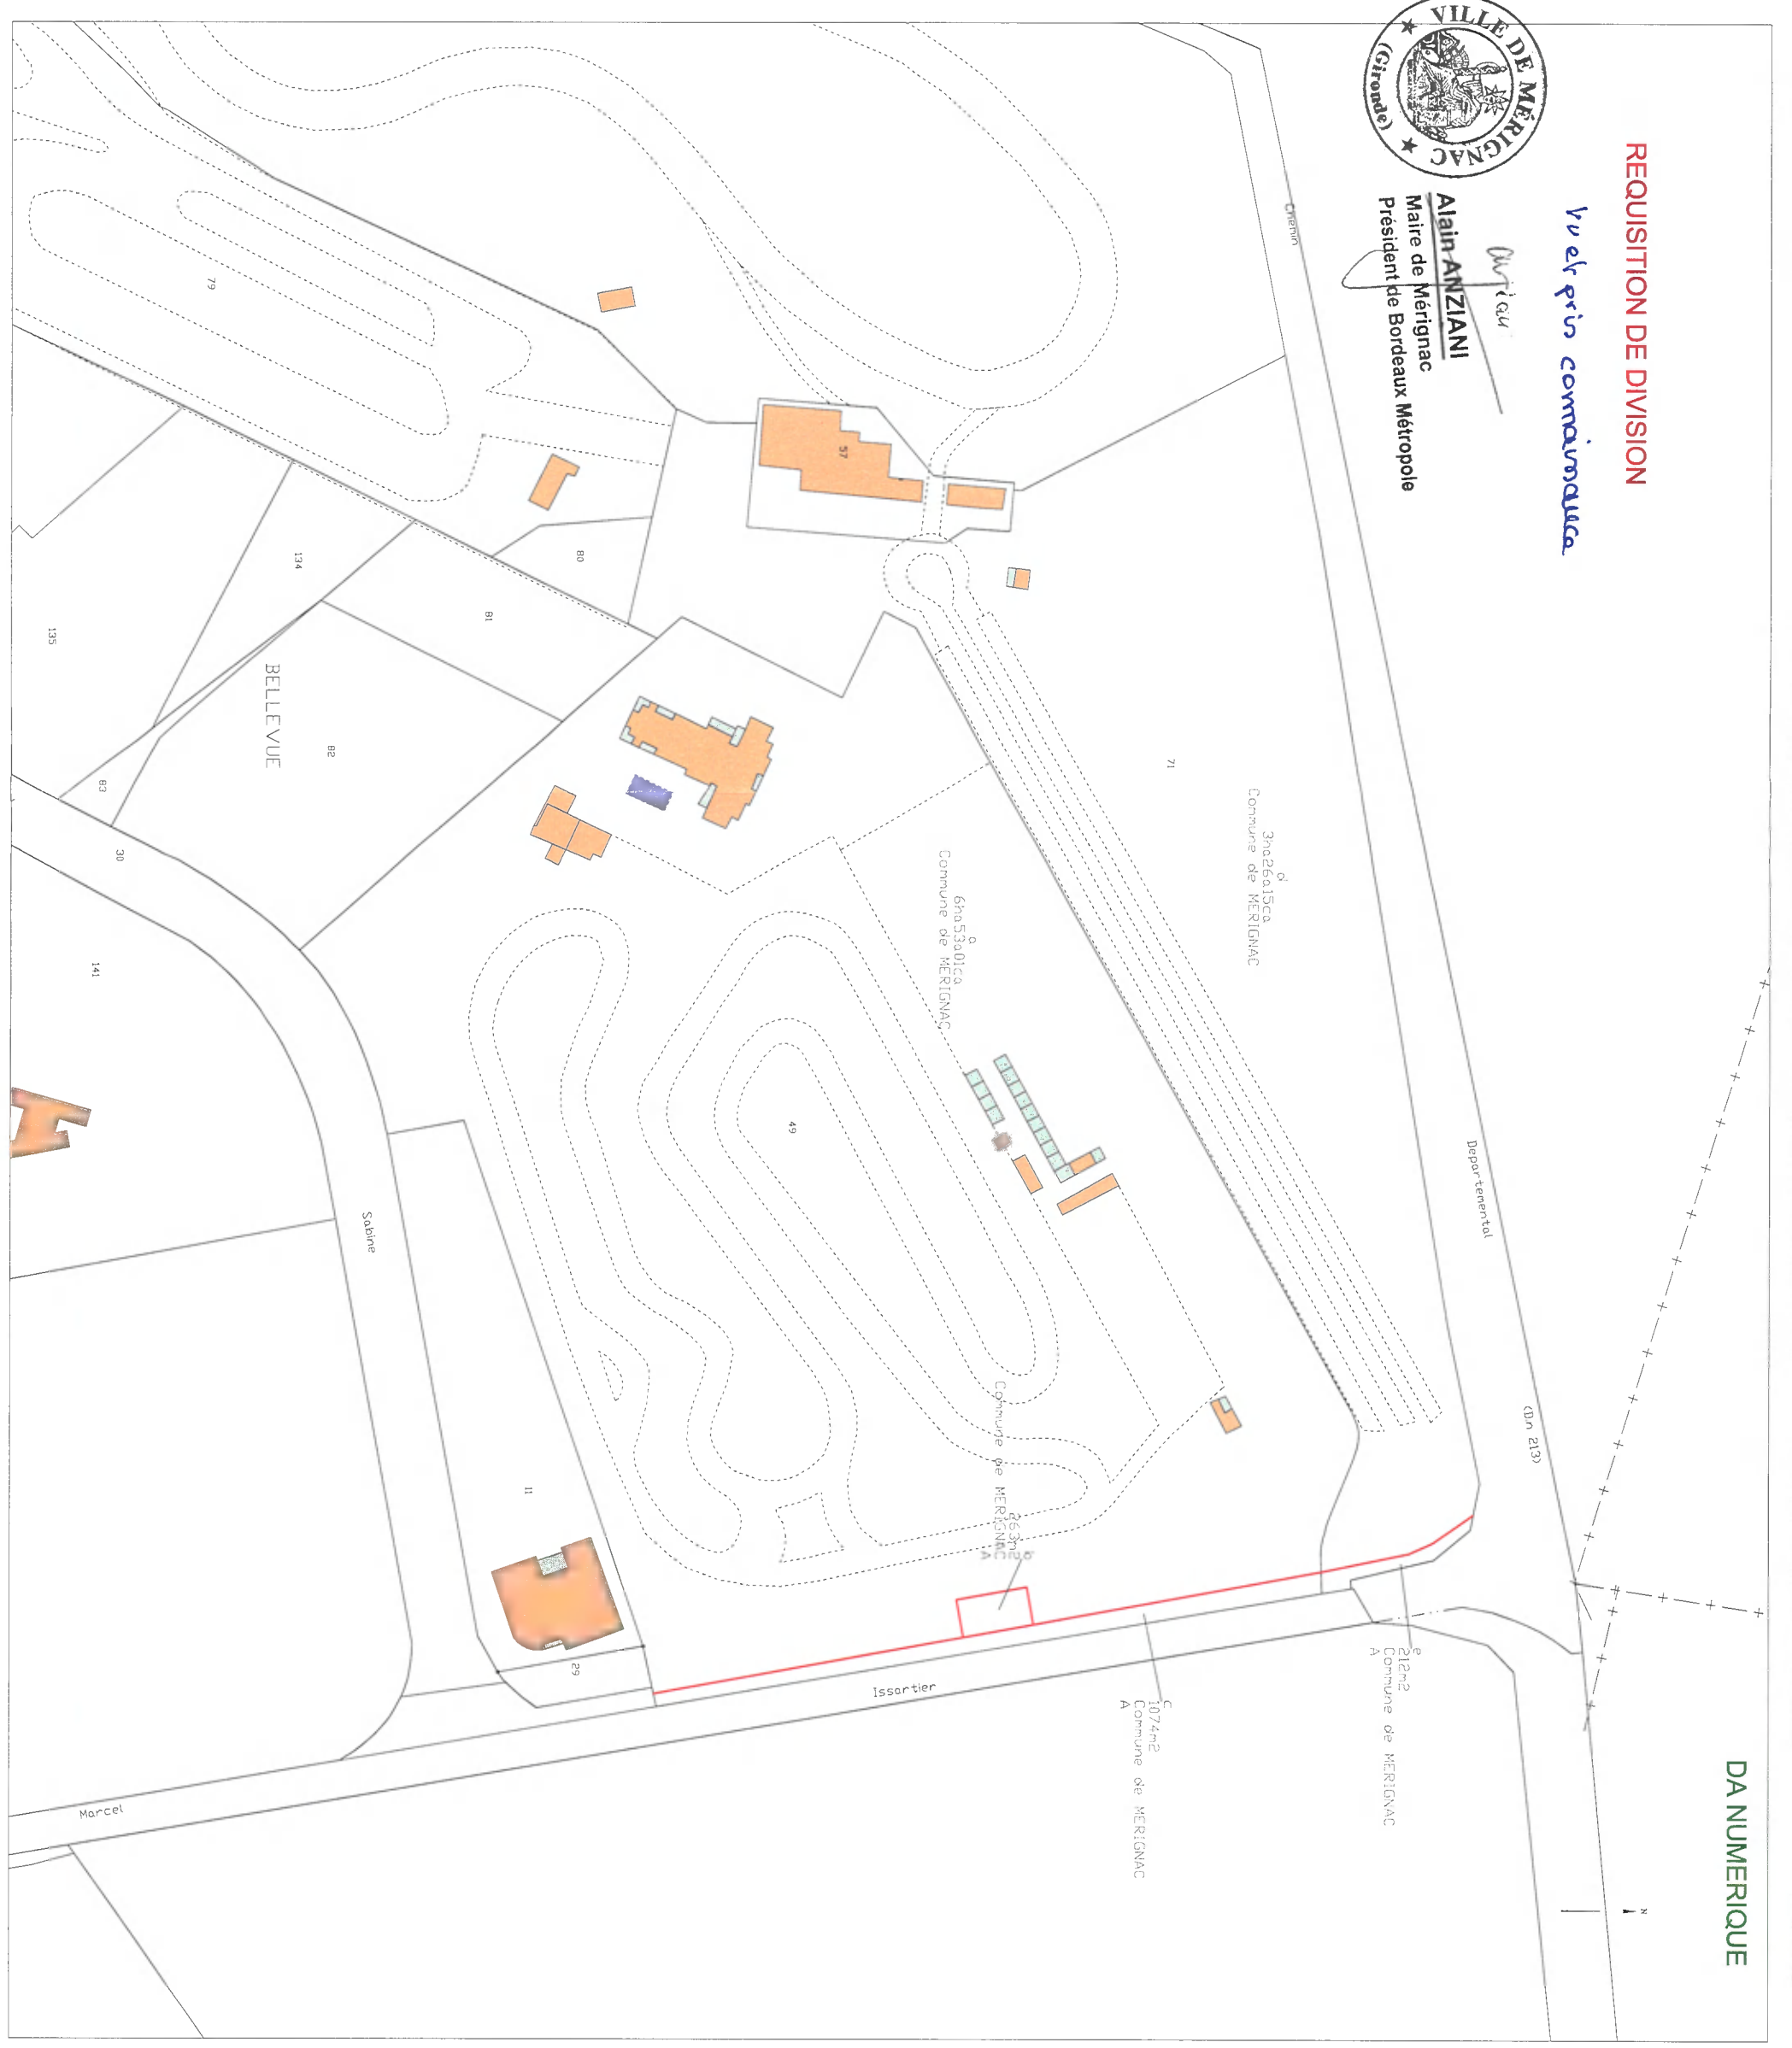 REQUISITION DE DIVISION
DA NUMERIQUE
Vu et pris connaissance
VILLE DE MÉRIGNAC
(Gironde)
Alain ANZIANI
Maire de Mérignac
Président de Bordeaux Métropole
N
Chemin
Departemental
(D.n 213)
d
3ha26a15ca
Commune de MERIGNAC
71
a
6ha53a01ca
Commune de MERIGNAC
b
263m2
Commune de MERIGNAC
A
e
212m2
Commune de MERIGNAC
A
c
1074m2
Commune de MERIGNAC
A
57
79
80
81
134
135
BELLEVUE
82
83
30
141
49
Sabine
11
29
Issartier
Marcel